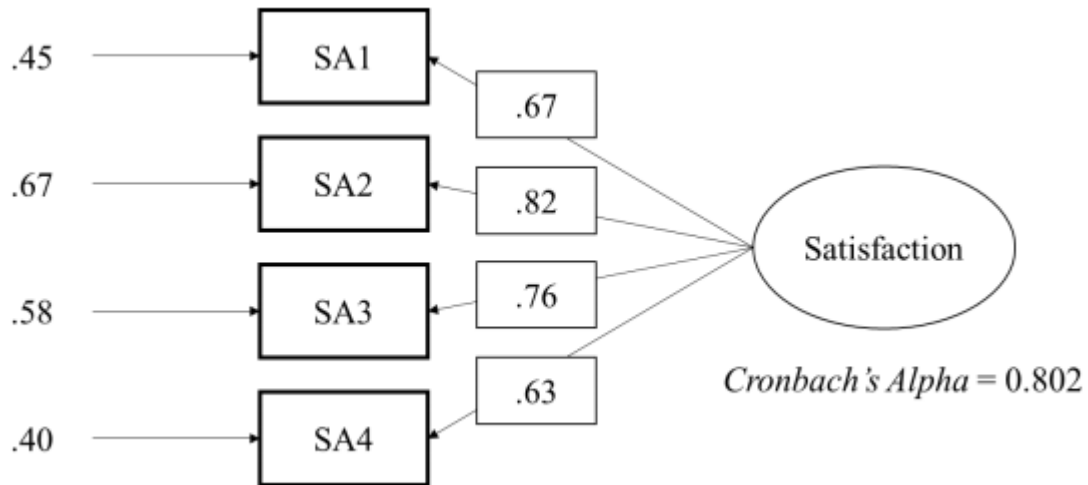 .45
SA1
.67
.67
SA2
.82
Satisfaction
.58
SA3
.76
.40
SA4
.63
Cronbach's Alpha = 0.802